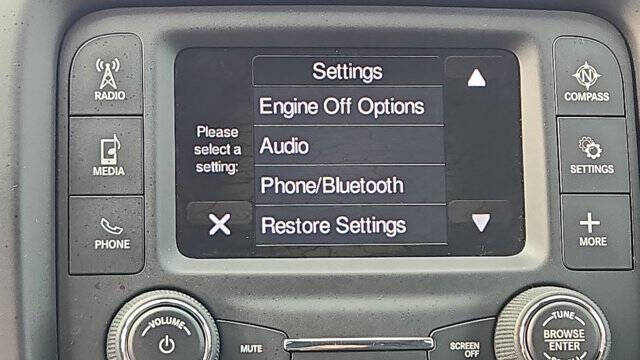 Settings
Engine Off Options
Audio
Phone/Bluetooth
Restore Settings
Please
select a
setting:
RADIO
MEDIA
PHONE
N
COMPASS
SETTINGS
MORE
VOLUME
MUTE
SCREEN
OFF
TUNE
BROWSE
ENTER